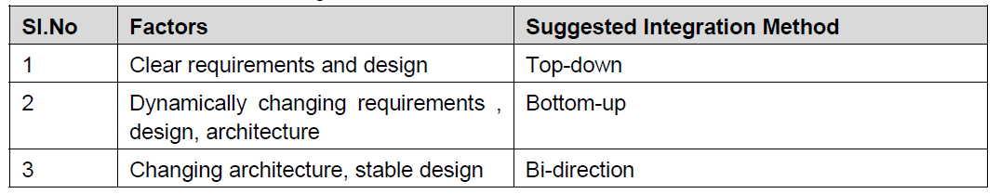 Sl.No Factors Suggested Integration Method
1 Clear requirements and design Top-down
2 Dynamically changing requirements , Bottom-up
design, architecture
3 Changing architecture, stable design Bi-direction